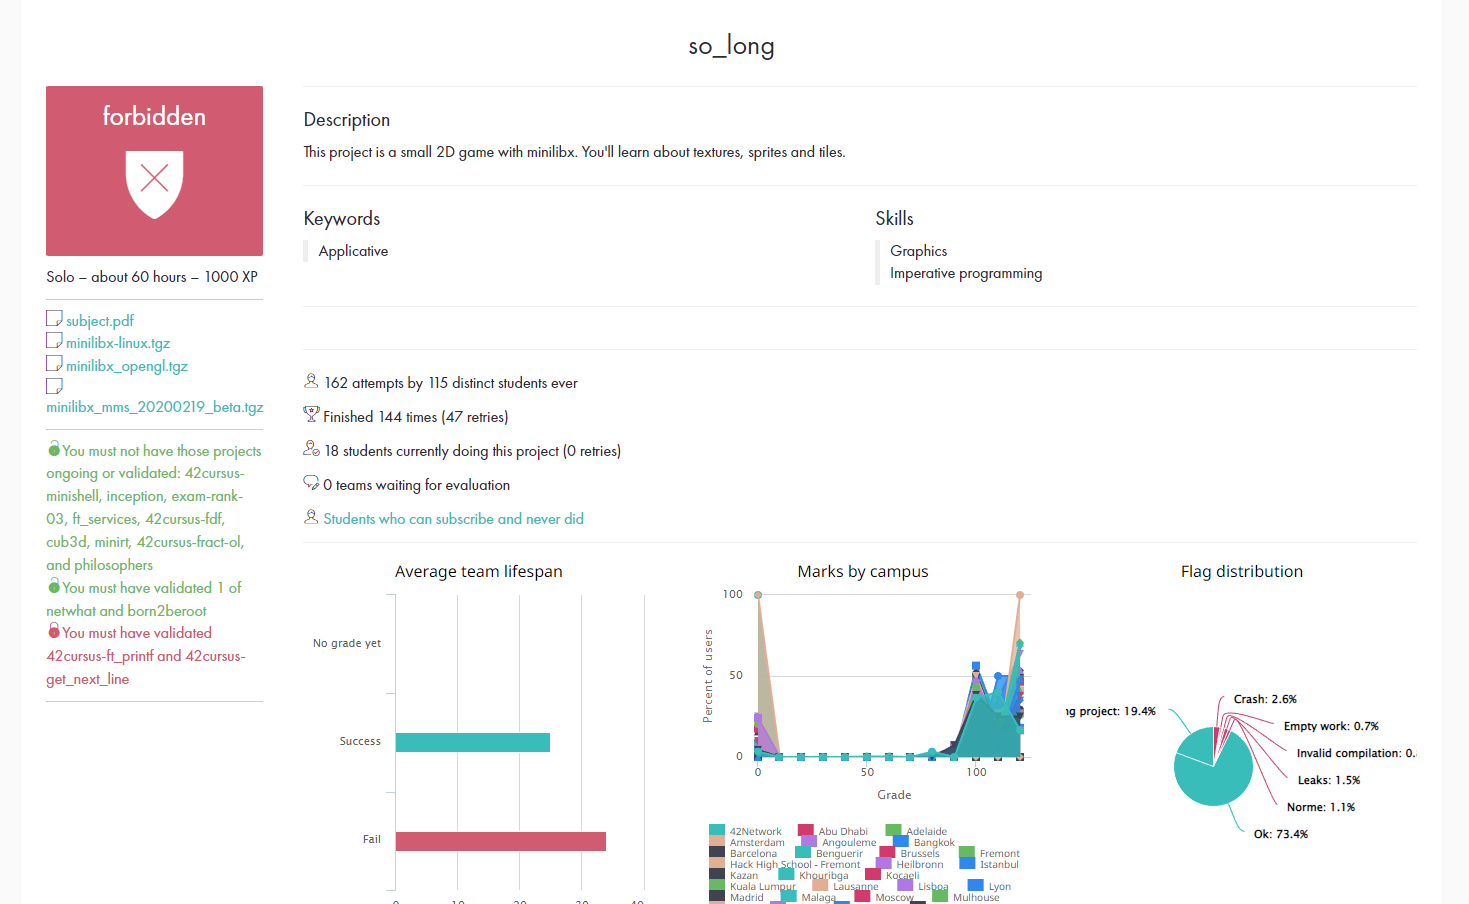 so_long
forbidden
Solo – about 60 hours – 1000 XP
subject.pdf
minilibx-linux.tgz
minilibx_opengl.tgz
minilibx_mms_20200219_beta.tgz
You must not have those projects
ongoing or validated: 42cursus-
minishell, inception, exam-rank-
03, ft_services, 42cursus-fdf,
cub3d, minirt, 42cursus-fract-ol,
and philosophers
You must have validated 1 of
netwhat and born2beroot
You must have validated
42cursus-ft_printf and 42cursus-
get_next_line
Description
This project is a small 2D game with minilibx. You'll learn about textures, sprites and tiles.
Keywords
Applicative
Skills
Graphics
Imperative programming
162 attempts by 115 distinct students ever
Finished 144 times (47 retries)
18 students currently doing this project (0 retries)
0 teams waiting for evaluation
Students who can subscribe and never did
Average team lifespan
No grade yet
Success
Fail
0 10 20 30 40
Marks by campus
Percent of users
100
50
0
0 50 100
Grade
42Network Abu Dhabi Adelaide
Amsterdam Angouleme Bangkok
Barcelona Benguerir Brussels Fremont
Hack High School - Fremont Heilbronn Istanbul
Kazan Khouribga Kocaeli
Kuala Lumpur Lausanne Lisboa Lyon
Madrid Malaga Moscow Mulhouse
Flag distribution
ng project: 19.4%
Crash: 2.6%
Empty work: 0.7%
Invalid compilation: 0.
Leaks: 1.5%
Norme: 1.1%
Ok: 73.4%